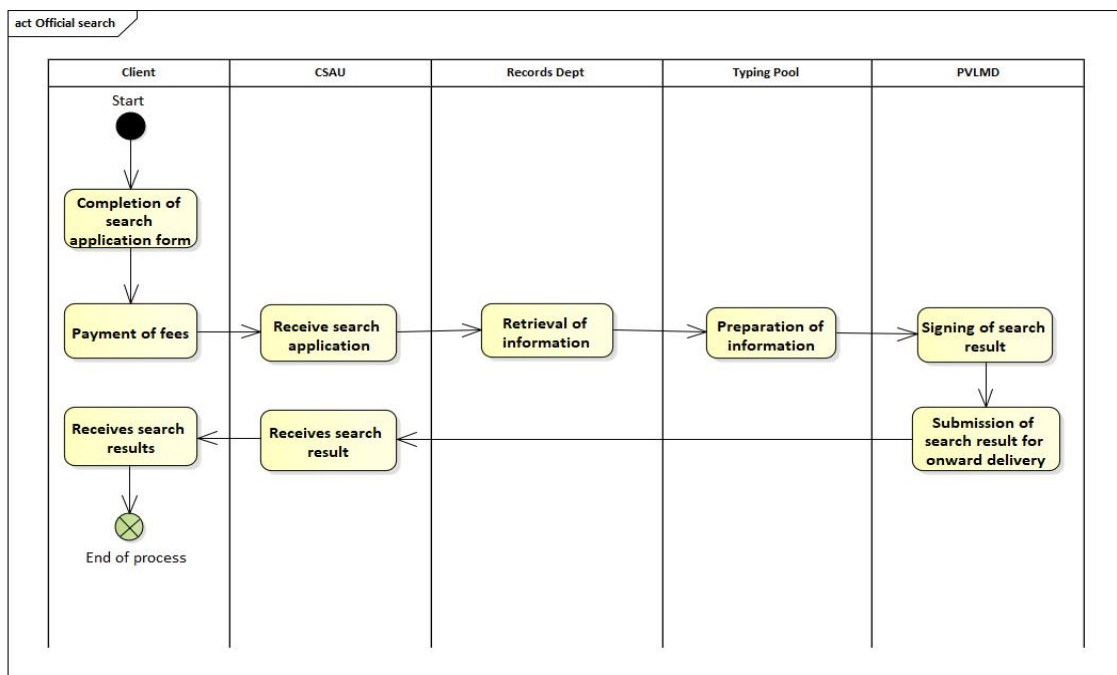 act Official search
Client
CSAU
Records Dept
Typing Pool
PVLMD
Start
Completion of
search
application form
Payment of fees
Receive search
application
Retrieval of
information
Preparation of
information
Signing of search
result
Receives search
results
Receives search
result
Submission of
search result for
onward delivery
End of process